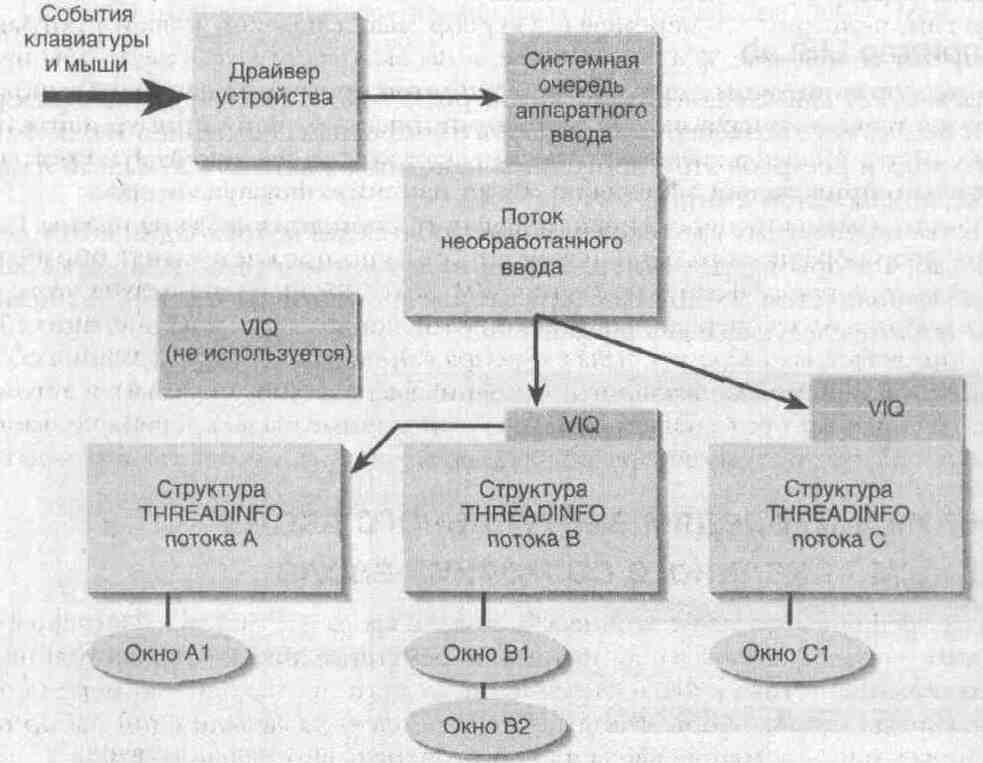 События
клавиатуры
и мыши
Драйвер
устройства
Системная
очередь
аппаратного
ввода
Поток
необработачного
ввода
VIQ
(не используется)
VIQ
VIQ
Структура
THREADINFO
потока A
Структура
THREADINFO
потока B
Структура
THREADINFO
потока C
Окно A1
Окно B1
Окно C1
Окно B2